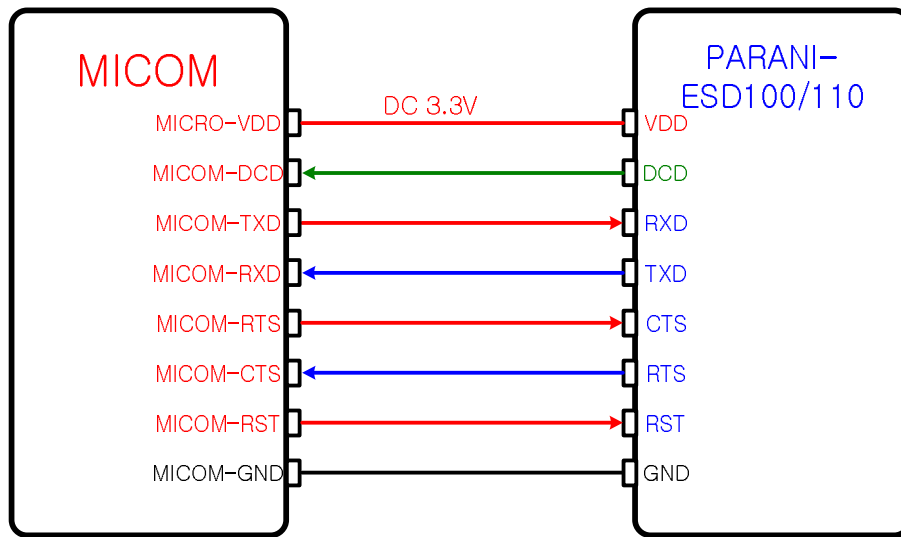 MICOM
PARANI-
ESD100/110
DC 3.3V
MICRO-VDD
VDD
MICOM-DCD
DCD
MICOM-TXD
RXD
MICOM-RXD
TXD
MICOM-RTS
CTS
MICOM-CTS
RTS
MICOM-RST
RST
MICOM-GND
GND